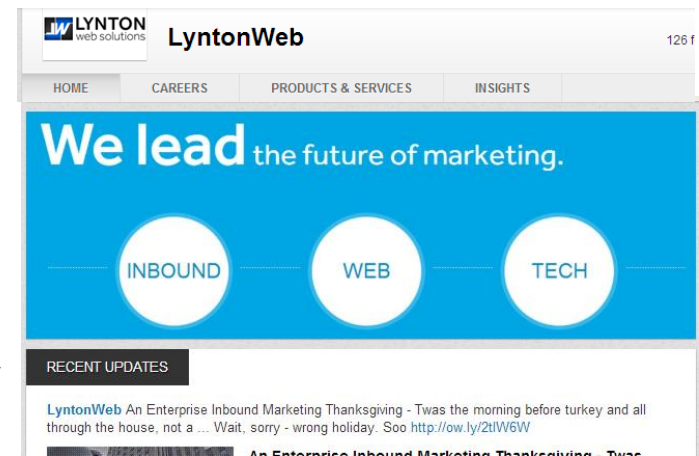 LYNTON
web solutions
LyntonWeb
126 f
HOME CAREERS PRODUCTS & SERVICES INSIGHTS
We lead the future of marketing.
INBOUND WEB TECH
RECENT UPDATES
LyntonWeb An Enterprise Inbound Marketing Thanksgiving - Twas the morning before turkey and all
through the house, not a ... Wait, sorry - wrong holiday. Soo http://ow.ly/2tlW6W
An Enterprise Inbound Marketing Thanksgiving - Twas